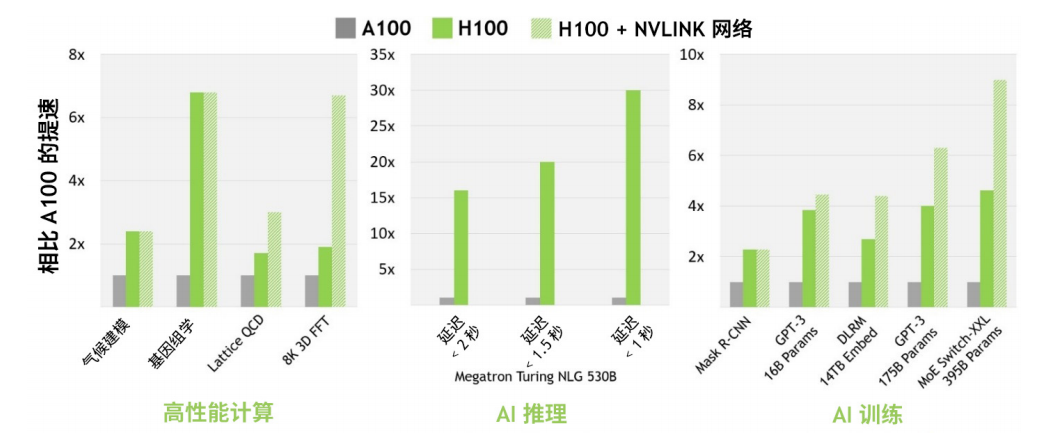 A100 H100 H100 + NVLINK 网络
相比 A100 的提速
8x
6x
4x
2x
气候建模
基因组学
Lattice QCD
8K 3D FFT
高性能计算
35x
30x
25x
20x
15x
10x
5x
延迟
< 2 秒
延迟
< 1.5 秒
延迟
< 1 秒
Megatron Turing NLG 530B
AI 推理
10x
8x
6x
4x
2x
Mask R-CNN
GPT-3
16B Params
DLRM
14TB Embed
GPT-3
175B Params
MoE Switch-XXL
395B Params
AI 训练